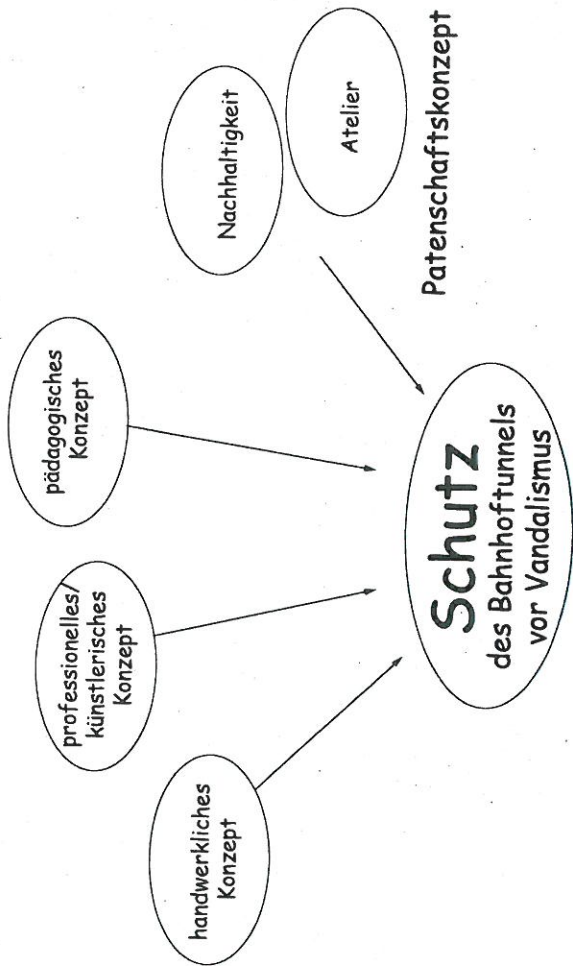 handwerkliches
Konzept
professionelles/
künstlerisches
Konzept
pädagogisches
Konzept
Nachhaltigkeit
Atelier
Patenschaftskonzept
Schutz
des Bahnhoftunnels
vor Vandalismus